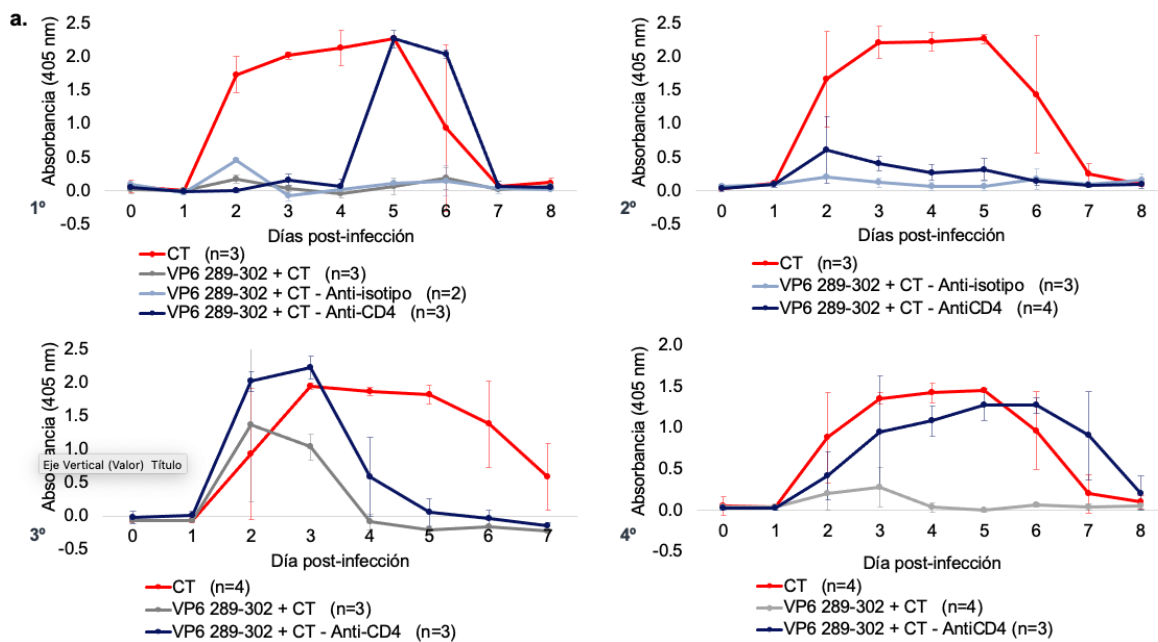 a.
Absorbancia (405 nm)
2.5
2.0
1.5
1.0
0.5
0.0
-0.5
0 1 2 3 4 5 6 7 8
1º
Días post-infección
CT (n=3)
VP6 289-302 + CT (n=3)
VP6 289-302 + CT - Anti-isotipo (n=2)
VP6 289-302 + CT - Anti-CD4 (n=3)
Absorbancia (405 nm)
2.5
2.0
1.5
1.0
0.5
0.0
-0.5
0 1 2 3 4 5 6 7 8
2º
Días post-infección
CT (n=3)
VP6 289-302 + CT - Anti-isotipo (n=3)
VP6 289-302 + CT - AntiCD4 (n=4)
Absorbancia (405 nm)
2.5
2.0
1.5
1.0
Eje Vertical (Valor) Título
0.5
0.0
-0.5
0 1 2 3 4 5 6 7
3º
Día post-infección
CT (n=4)
VP6 289-302 + CT (n=3)
VP6 289-302 + CT - Anti-CD4 (n=3)
Absorbancia (405 nm)
2.0
1.5
1.0
0.5
0.0
-0.5
0 1 2 3 4 5 6 7 8
4º
Día post-infección
CT (n=4)
VP6 289-302 + CT (n=4)
VP6 289-302 + CT - AntiCD4 (n=3)